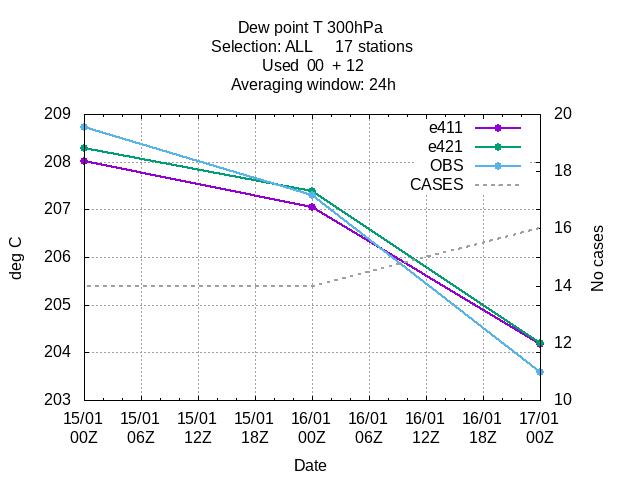 Dew point T 300hPa
Selection: ALL     17 stations
Used  00  + 12
Averaging window: 24h
e411
e421
OBS
CASES
209
208
207
206
205
204
203
20
18
16
14
12
10
deg C
No cases
15/01 15/01 15/01 15/01 16/01 16/01 16/01 16/01 17/01
00Z 06Z 12Z 18Z 00Z 06Z 12Z 18Z 00Z
Date